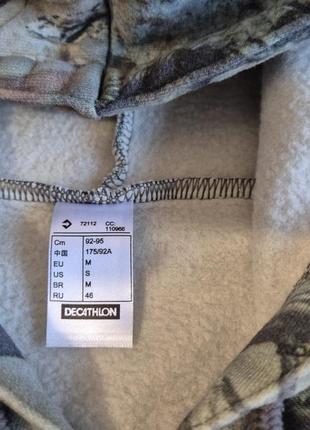 72112 CC:
110966
Cm 92-95
中国 175/92A
EU M
US S
BR M
RU 46
DECATHLON